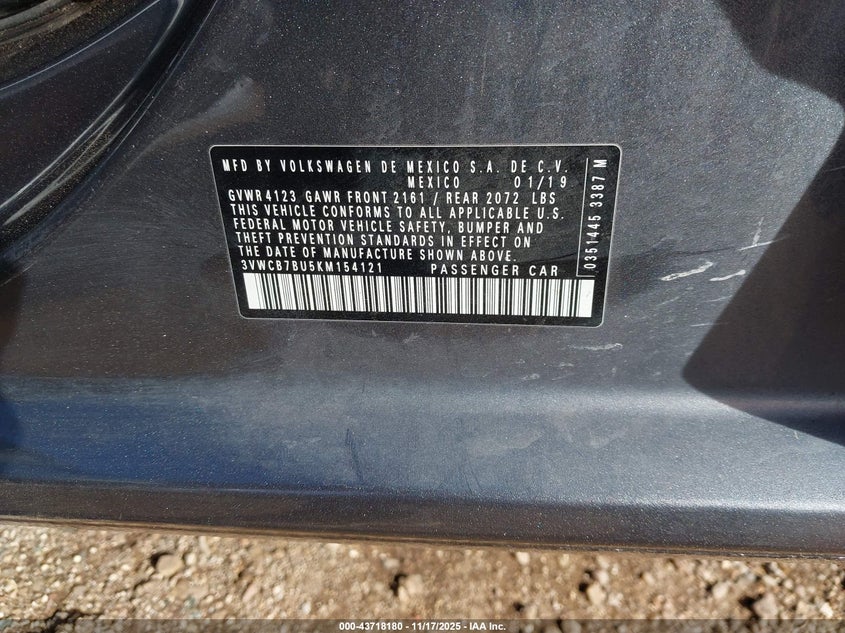 MFD BY VOLKSWAGEN DE MEXICO S.A. DE C.V.
MEXICO 01/19
GVWR 4123 GAWR FRONT 2161 / REAR 2072 LBS
THIS VEHICLE CONFORMS TO ALL APPLICABLE U.S.
FEDERAL MOTOR VEHICLE SAFETY, BUMPER AND
THEFT PREVENTION STANDARDS IN EFFECT ON
THE DATE OF MANUFACTURE SHOWN ABOVE.
3VWCB7BU5KM154121 PASSENGER CAR
0351445 3387 M
000-43718180 - 11/17/2025 - IAA Inc.